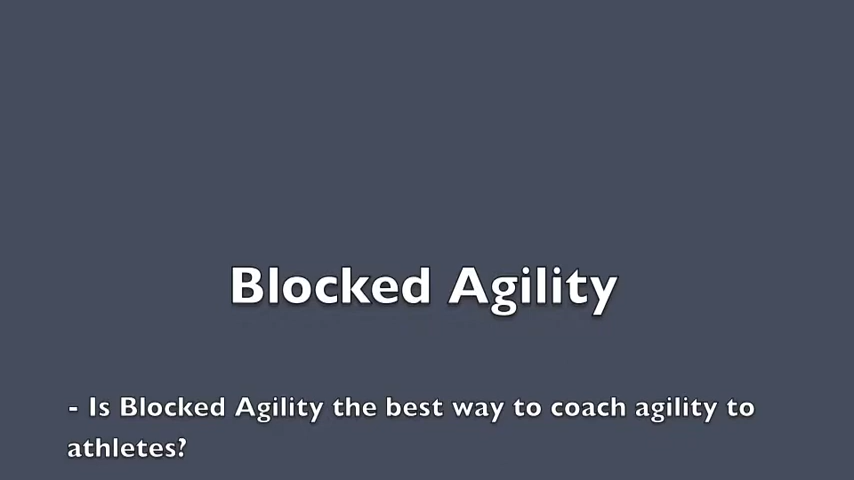 Blocked Agility
- Is Blocked Agility the best way to coach agility to
athletes?